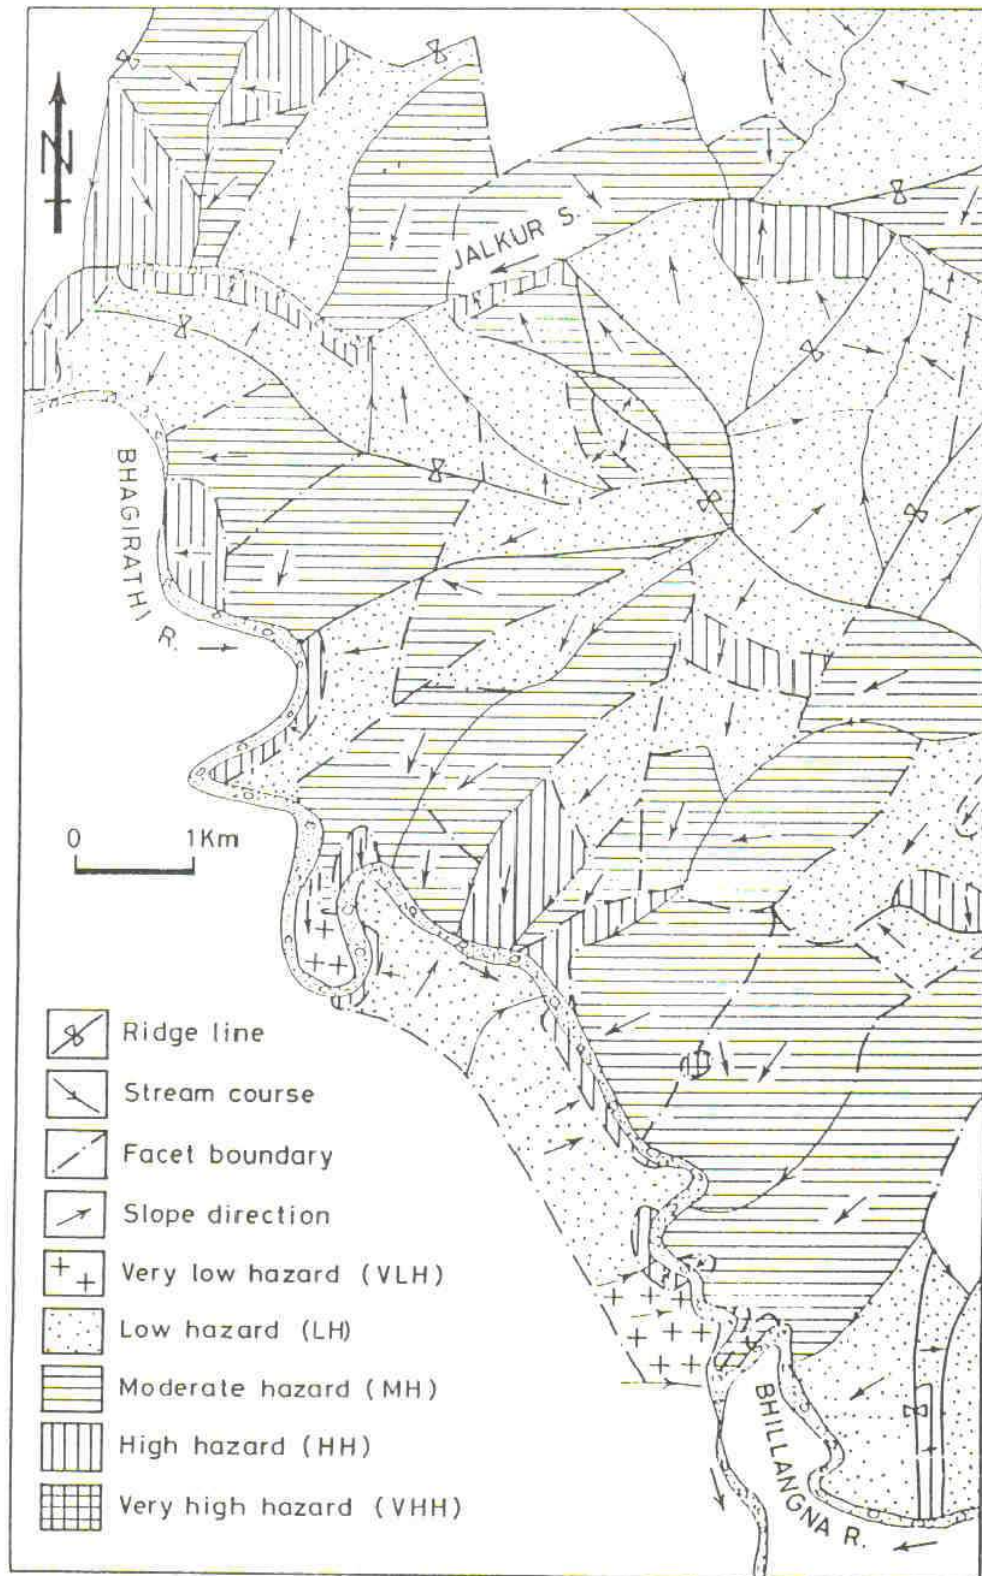 N
JALKUR S.
BHAGIRATHI R.
0 1Km
Ridge line
Stream course
Facet boundary
Slope direction
Very low hazard (VLH)
Low hazard (LH)
Moderate hazard (MH)
High hazard (HH)
Very high hazard (VHH)
BHILLANGNA R.